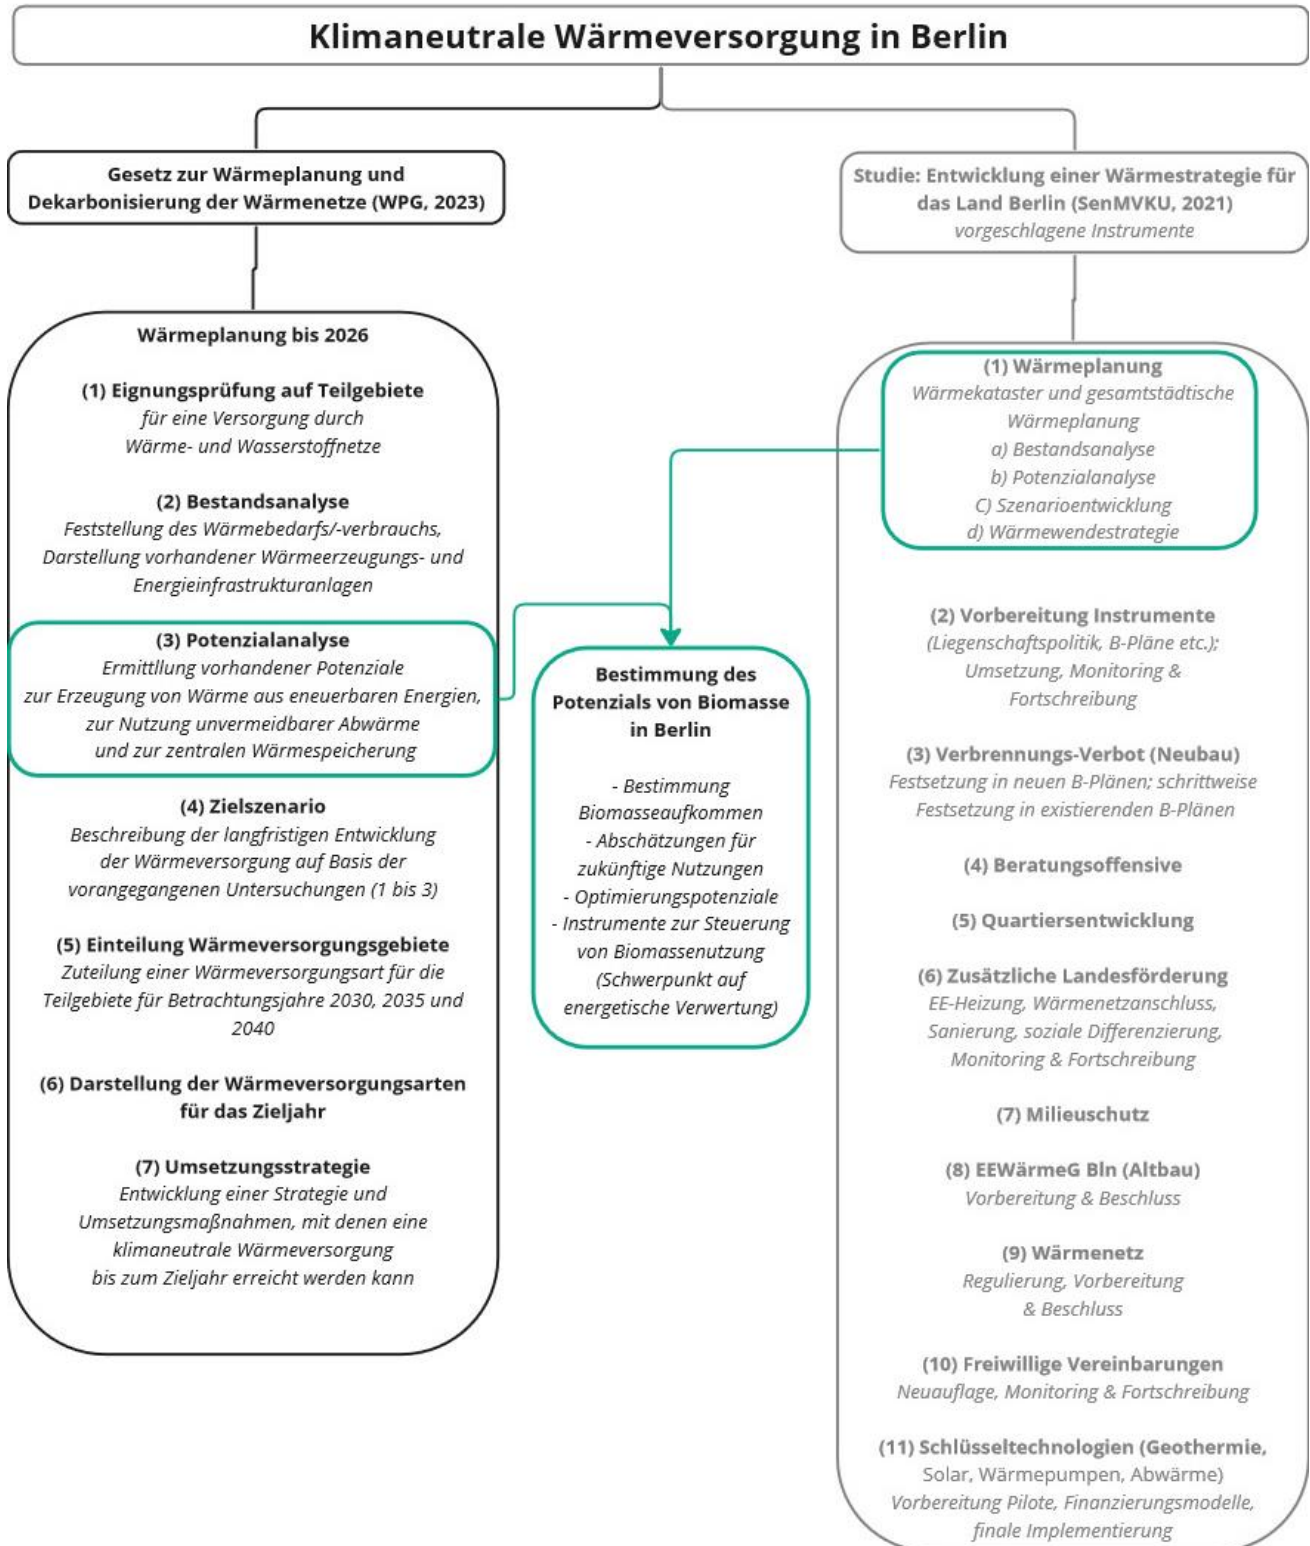 Klimaneutrale Wärmeversorgung in Berlin
Gesetz zur Wärmeplanung und
Dekarbonisierung der Wärmenetze (WPG, 2023)
Wärmeplanung bis 2026
(1) Eignungsprüfung auf Teilgebiete
für eine Versorgung durch
Wärme- und Wasserstoffnetze
(2) Bestandsanalyse
Feststellung des Wärmebedarfs/-verbrauchs,
Darstellung vorhandener Wärmeerzeugungs- und
Energieinfrastrukturanlagen
(3) Potenzialanalyse
Ermittllung vorhandener Potenziale
zur Erzeugung von Wärme aus eneuerbaren Energien,
zur Nutzung unvermeidbarer Abwärme
und zur zentralen Wärmespeicherung
(4) Zielszenario
Beschreibung der langfristigen Entwicklung
der Wärmeversorgung auf Basis der
vorangegangenen Untersuchungen (1 bis 3)
(5) Einteilung Wärmeversorgungsgebiete
Zuteilung einer Wärmeversorgungsart für die
Teilgebiete für Betrachtungsjahre 2030, 2035 und
2040
(6) Darstellung der Wärmeversorgungsarten
für das Zieljahr
(7) Umsetzungsstrategie
Entwicklung einer Strategie und
Umsetzungsmaßnahmen, mit denen eine
klimaneutrale Wärmeversorgung
bis zum Zieljahr erreicht werden kann
Bestimmung des
Potenzials von Biomasse
in Berlin
- Bestimmung
Biomasseaufkommen
- Abschätzungen für
zukünftige Nutzungen
- Optimierungspotenziale
- Instrumente zur Steuerung
von Biomassenutzung
(Schwerpunkt auf
energetische Verwertung)
Studie: Entwicklung einer Wärmestrategie für
das Land Berlin (SenMVKU, 2021)
vorgeschlagene Instrumente
(1) Wärmeplanung
Wärmekataster und gesamtstädtische
Wärmeplanung
a) Bestandsanalyse
b) Potenzialanalyse
C) Szenarioentwicklung
d) Wärmewendestrategie
(2) Vorbereitung Instrumente
(Liegenschaftspolitik, B-Pläne etc.);
Umsetzung, Monitoring &
Fortschreibung
(3) Verbrennungs-Verbot (Neubau)
Festsetzung in neuen B-Plänen; schrittweise
Festsetzung in existierenden B-Plänen
(4) Beratungsoffensive
(5) Quartiersentwicklung
(6) Zusätzliche Landesförderung
EE-Heizung, Wärmenetzanschluss,
Sanierung, soziale Differenzierung,
Monitoring & Fortschreibung
(7) Milieuschutz
(8) EEWärmeG Bln (Altbau)
Vorbereitung & Beschluss
(9) Wärmenetz
Regulierung, Vorbereitung
& Beschluss
(10) Freiwillige Vereinbarungen
Neuauflage, Monitoring & Fortschreibung
(11) Schlüsseltechnologien (Geothermie,
Solar, Wärmepumpen, Abwärme)
Vorbereitung Pilote, Finanzierungsmodelle,
finale Implementierung